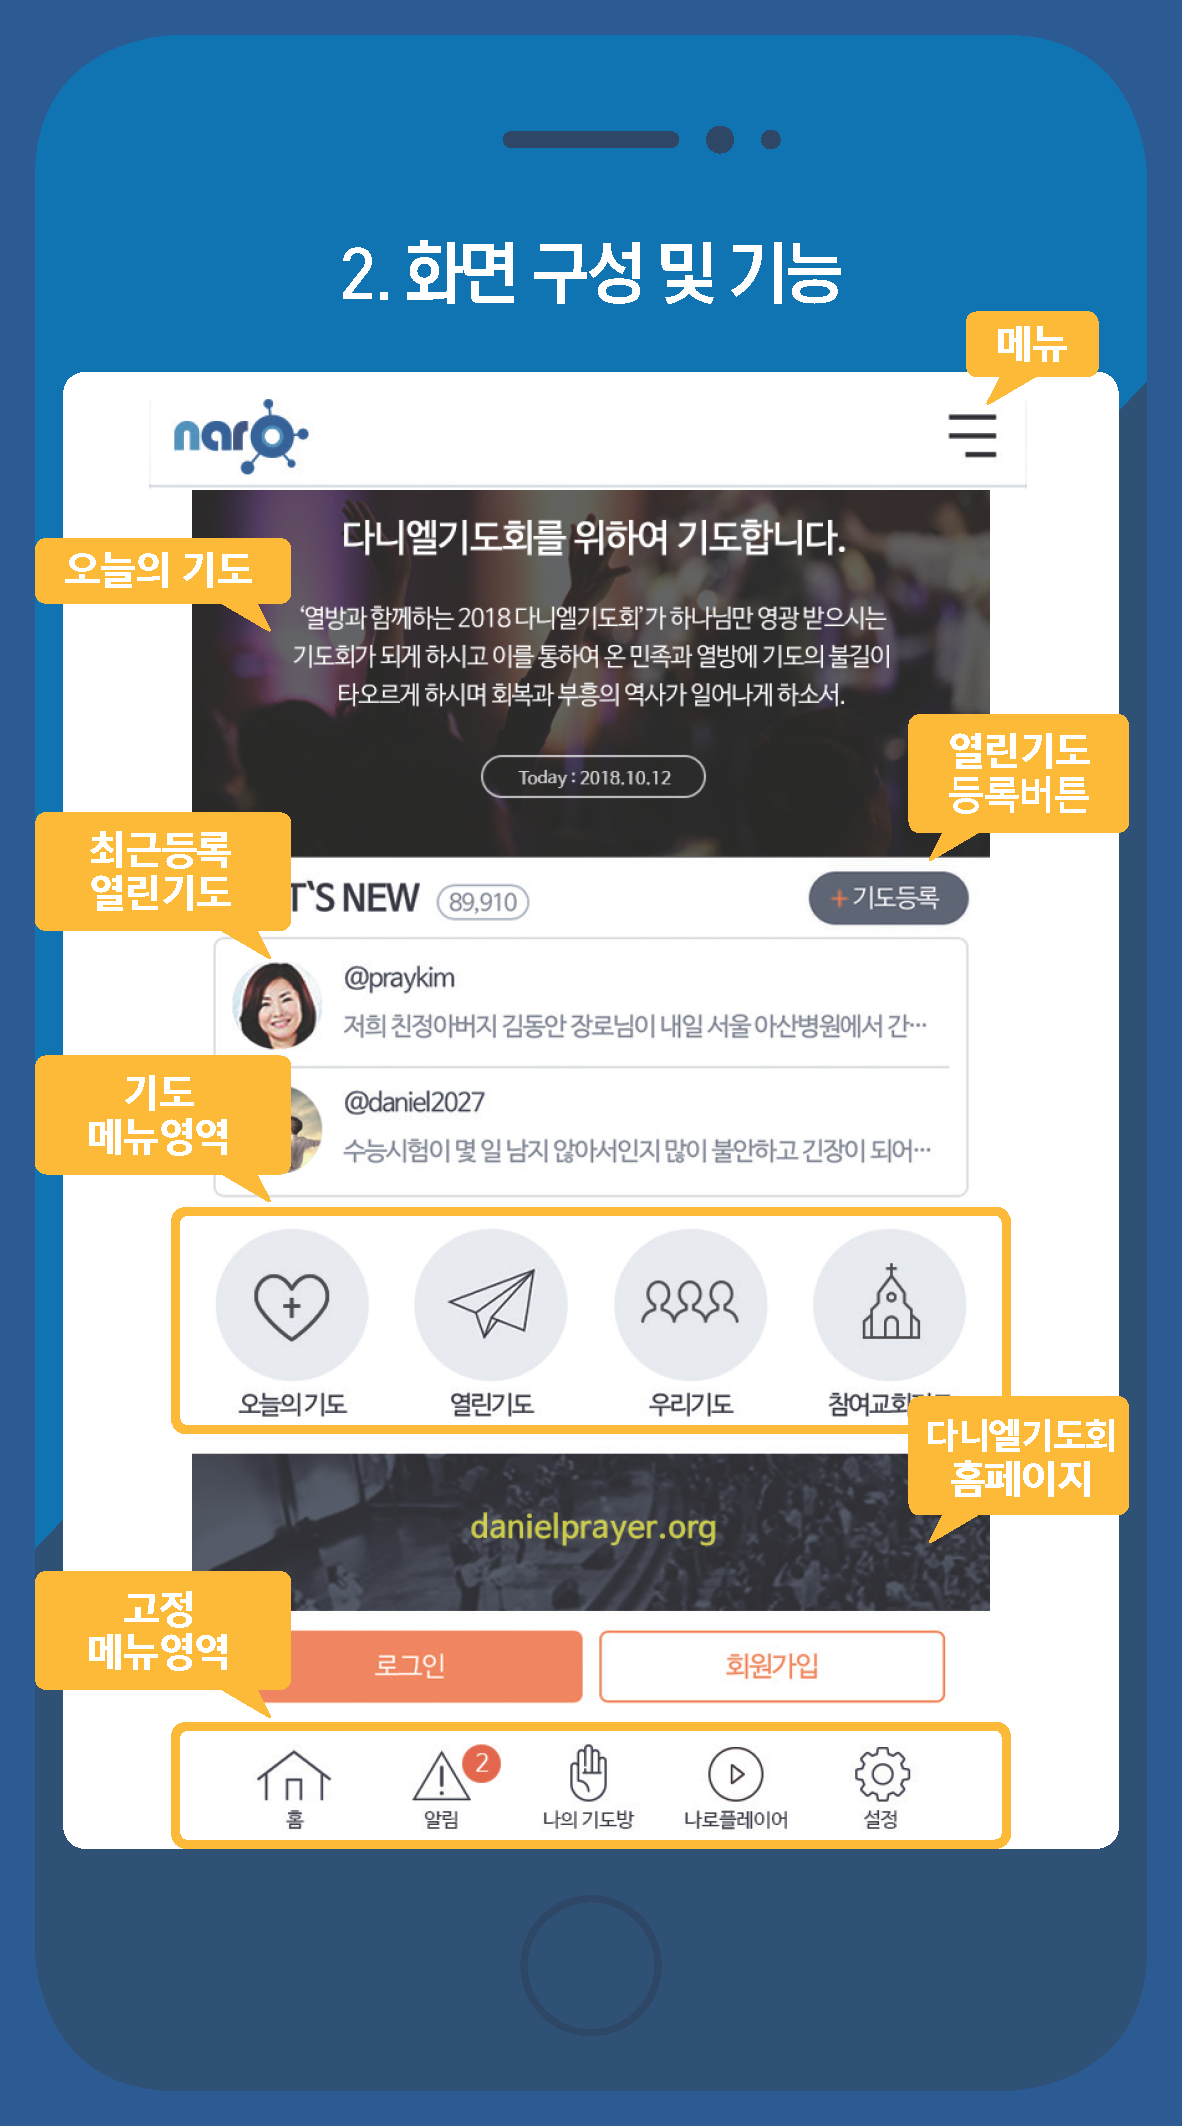 2. 화면 구성 및 기능
메뉴
naro
오늘의 기도
다니엘기도회를 위하여 기도합니다.
‘열방과 함께하는 2018 다니엘기도회’가 하나님만 영광 받으시는
기도회가 되게 하시고 이를 통하여 온 민족과 열방에 기도의 불길이
타오르게 하시며 회복과 부흥의 역사가 일어나게 하소서.
Today : 2018.10.12
열린기도
등록버튼
최근등록
열린기도
T`S NEW 89,910
+ 기도등록
@praykim
저희 친정아버지 김동안 장로님이 내일 서울 아산병원에서 간…
기도
메뉴영역
@daniel2027
수능시험이 몇 일 남지 않아서인지 많이 불안하고 긴장이 되어…
오늘의 기도 열린기도 우리기도 참여교회
다니엘기도회
홈페이지
danielprayer.org
고정
메뉴영역
로그인 회원가입
2
홈 알림 나의 기도방 나로플레이어 설정